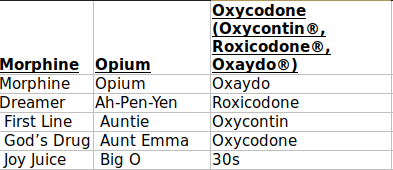 Morphine Opium Oxycodone
(Oxycontin®,
Roxicodone®,
Oxaydo®)
Morphine Opium Oxaydo
Dreamer Ah-Pen-Yen Roxicodone
First Line Auntie Oxycontin
God's Drug Aunt Emma Oxycodone
Joy Juice Big O 30s